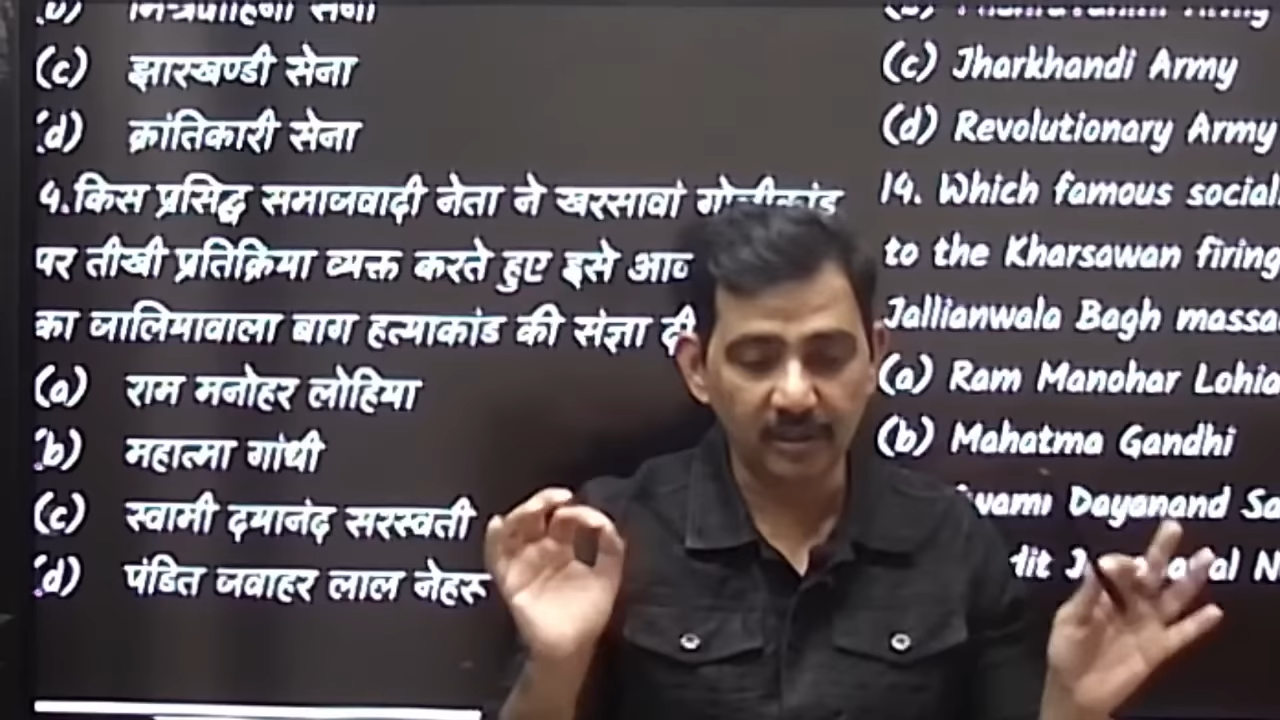 (c) झारखण्डी सेना
(d) क्रांतिकारी सेना
4.किस प्रसिद्ध समाजवादी नेता ने खरसावां गोलीकांड
पर तीखी प्रतिक्रिया व्यक्त करते हुए इसे
का जालियावाला बाग हत्याकांड की संज्ञा दी
(a) राम मनोहर लोहिया
(b) महात्मा गांधी
(c) स्वामी दयानंद सरस्वती
(d) पंडित जवाहर लाल नेहरू
(c) Jharkhandi Army
(d) Revolutionary Army
14. Which famous social
to the Kharsawan firing
Jallianwala Bagh massa
(a) Ram Manohar Lohia
(b) Mahatma Gandhi
Dayanand